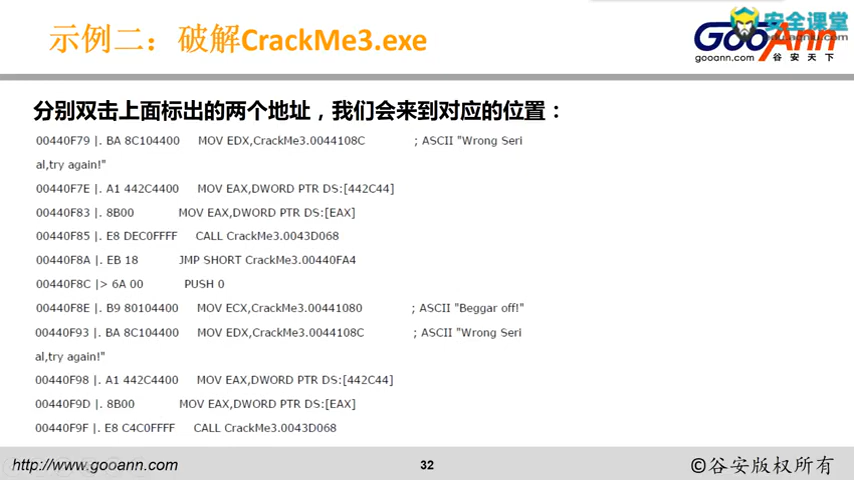 示例二：破解CrackMe3.exe
安全课堂
edu.aqniu.com
GooAnn
gooann.com 谷安天下
分别双击上面标出的两个地址，我们会来到对应的位置：
00440F79 |. BA 8C104400 MOV EDX,CrackMe3.0044108C ; ASCII "Wrong Seri
al,try again!"
00440F7E |. A1 442C4400 MOV EAX,DWORD PTR DS:[442C44]
00440F83 |. 8B00 MOV EAX,DWORD PTR DS:[EAX]
00440F85 |. E8 DEC0FFFF CALL CrackMe3.0043D068
00440F8A |. EB 18 JMP SHORT CrackMe3.00440FA4
00440F8C |> 6A 00 PUSH 0
00440F8E |. B9 80104400 MOV ECX,CrackMe3.00441080 ; ASCII "Beggar off!"
00440F93 |. BA 8C104400 MOV EDX,CrackMe3.0044108C ; ASCII "Wrong Seri
al,try again!"
00440F98 |. A1 442C4400 MOV EAX,DWORD PTR DS:[442C44]
00440F9D |. 8B00 MOV EAX,DWORD PTR DS:[EAX]
00440F9F |. E8 C4C0FFFF CALL CrackMe3.0043D068
http://www.gooann.com
32
©谷安版权所有